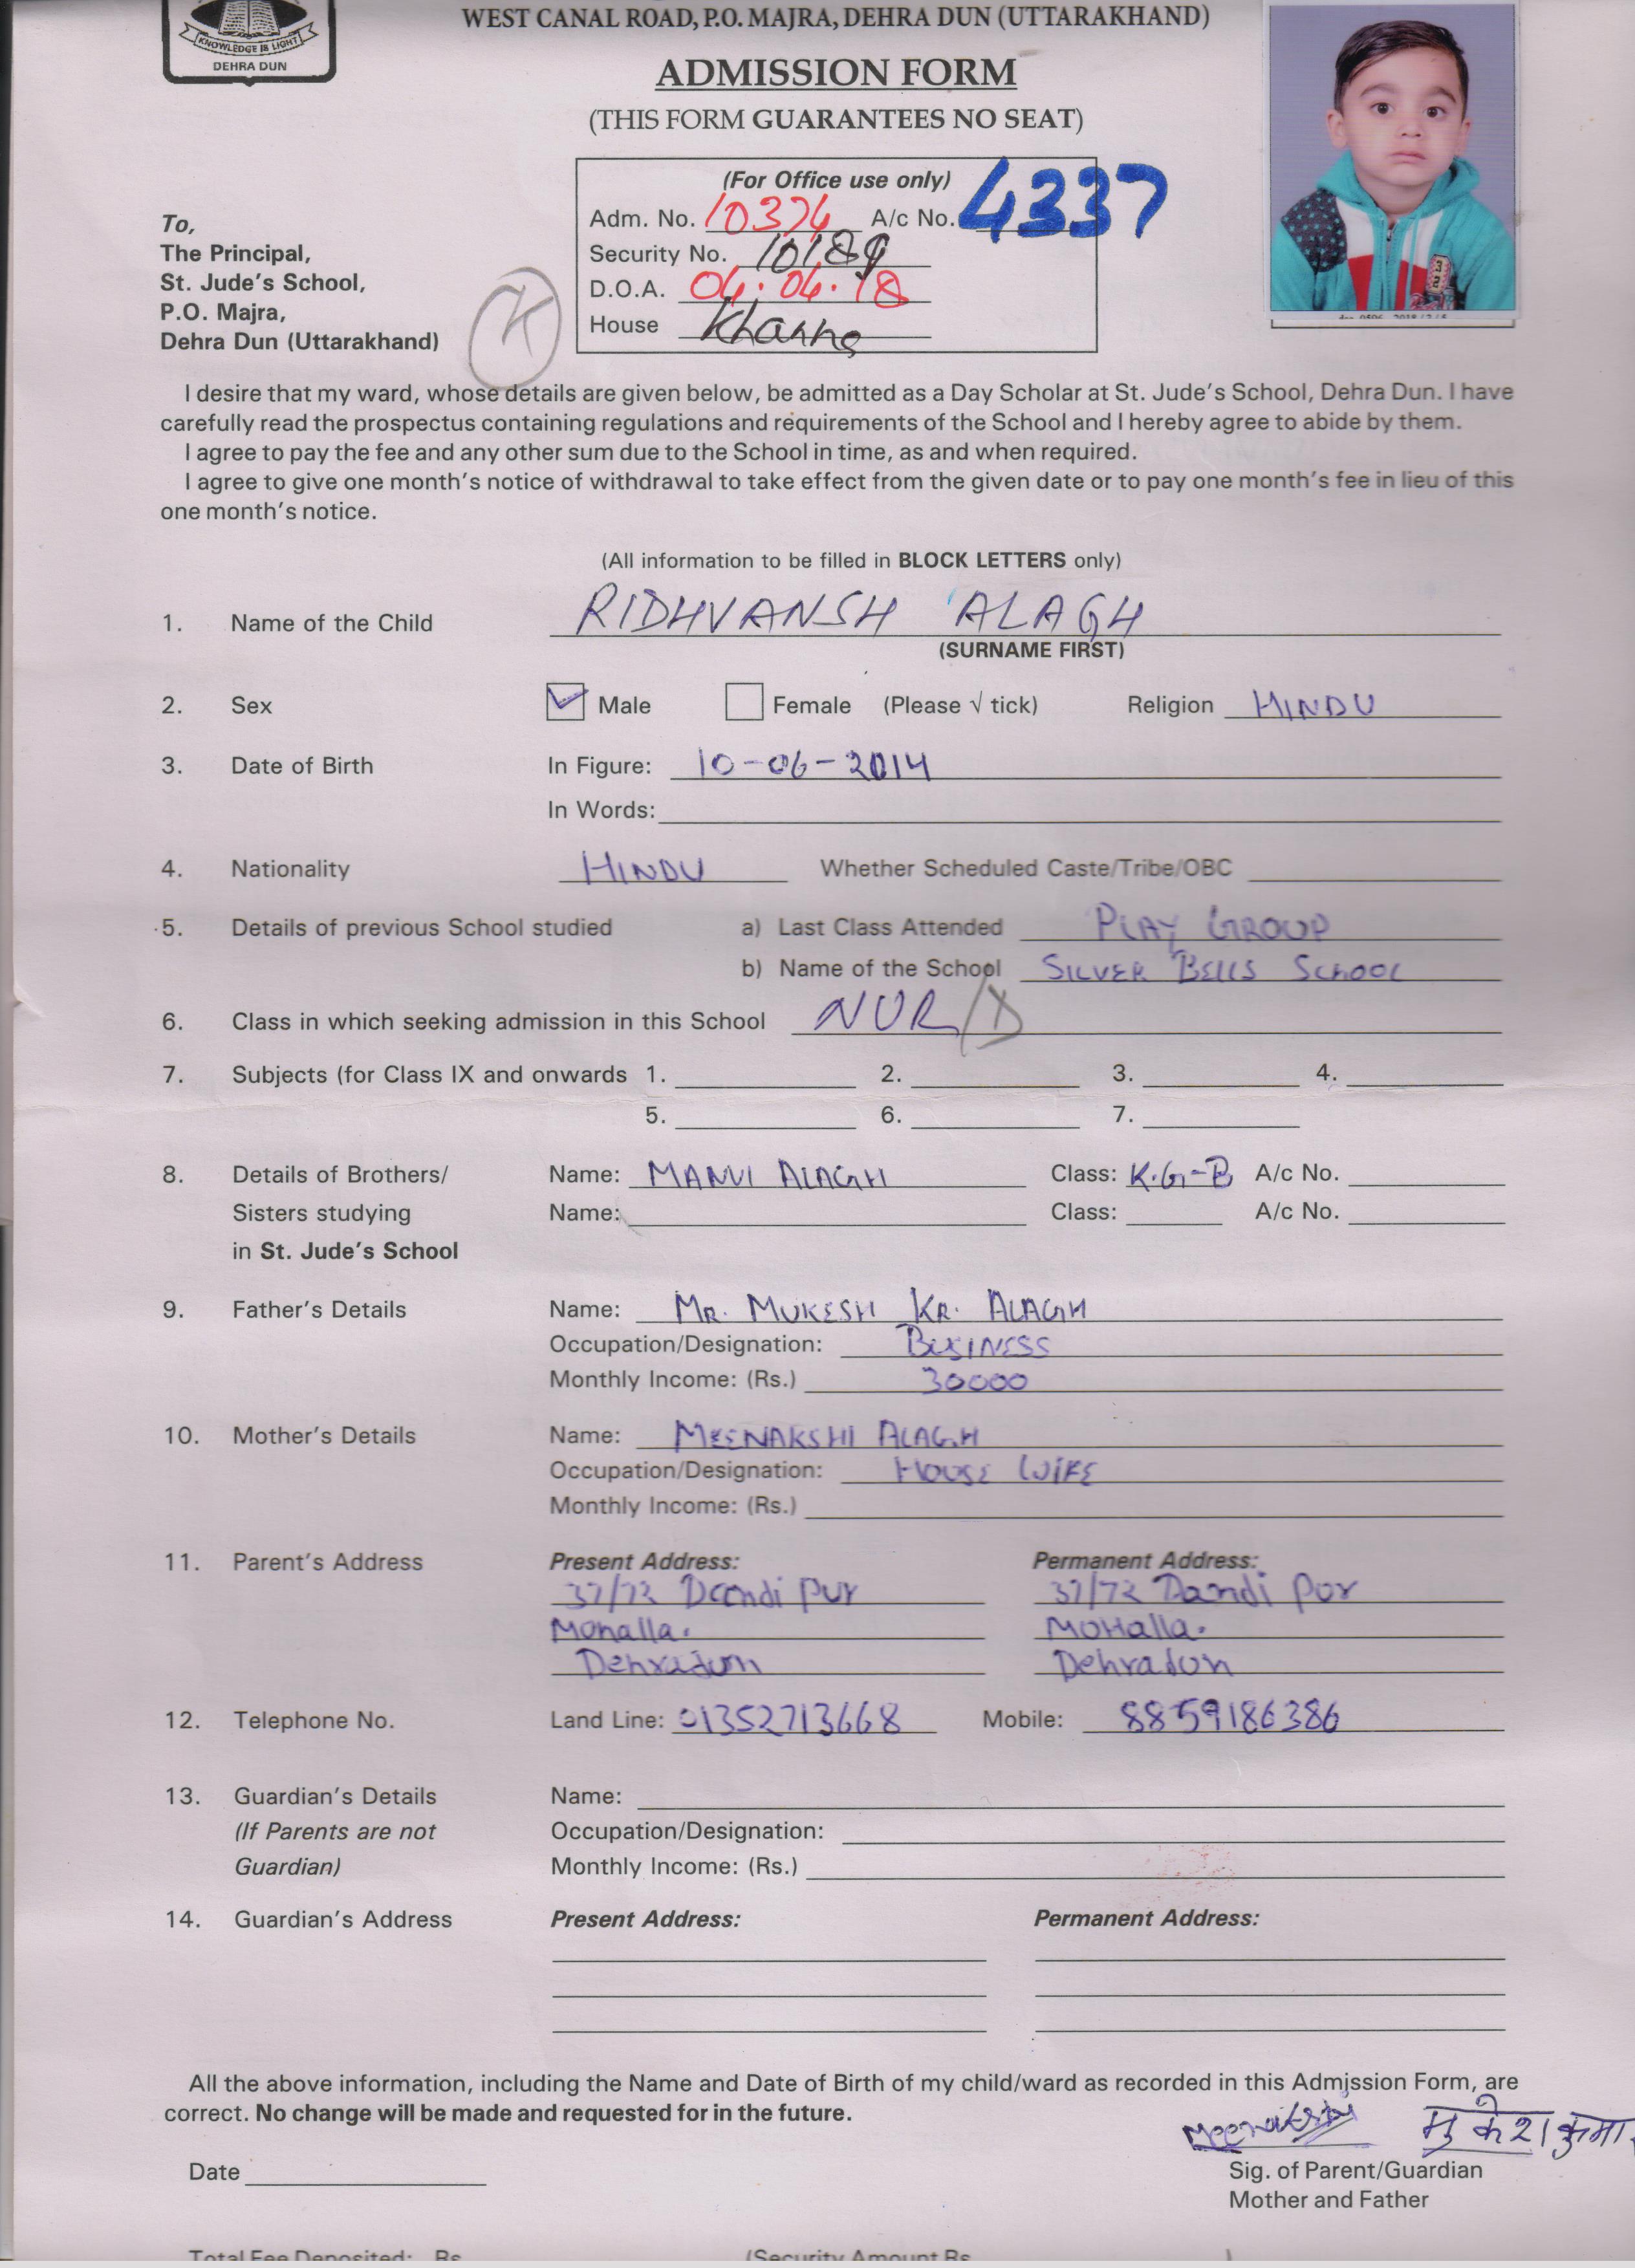 KNOWLEDGE IS LIGHT
DEHRA DUN
WEST CANAL ROAD, P.O. MAJRA, DEHRA DUN (UTTARAKHAND)
ADMISSION FORM
(THIS FORM GUARANTEES NO SEAT)
(For Office use only)
Adm. No. 10374 A/c No. 4337
Security No. 10189
D.O.A. 04.04.18
House Khanna
To,
The Principal,
St. Jude's School,
P.O. Majra,
Dehra Dun (Uttarakhand)
K
I desire that my ward, whose details are given below, be admitted as a Day Scholar at St. Jude's School, Dehra Dun. I have
carefully read the prospectus containing regulations and requirements of the School and I hereby agree to abide by them.
I agree to pay the fee and any other sum due to the School in time, as and when required.
I agree to give one month's notice of withdrawal to take effect from the given date or to pay one month's fee in lieu of this
one month's notice.
(All information to be filled in BLOCK LETTERS only)
1. Name of the Child RIDHVANSH ALAGH
(SURNAME FIRST)
2. Sex Male Female (Please √ tick) Religion HINDU
3. Date of Birth In Figure: 10-06-2014
In Words:
4. Nationality HINDU Whether Scheduled Caste/Tribe/OBC
5. Details of previous School studied a) Last Class Attended PLAY GROUP
b) Name of the School SILVER BELLS SCHOOL
6. Class in which seeking admission in this School NUR/D
7. Subjects (for Class IX and onwards 1. 2. 3. 4.
5. 6. 7.
8. Details of Brothers/ Name: MANVI ALAGH Class: K.G-B A/c No.
Sisters studying Name: Class: A/c No.
in St. Jude's School
9. Father's Details Name: MR. MUKESH KR. ALAGH
Occupation/Designation: BUSINESS
Monthly Income: (Rs.) 30000
10. Mother's Details Name: MEENAKSHI ALAGH
Occupation/Designation: HOUSE WIFE
Monthly Income: (Rs.)
11. Parent's Address Present Address: Permanent Address:
37/72 Dandi pur 37/72 Dandi por
Mohalla. MoHalla.
Dehradun Dehradun
12. Telephone No. Land Line: 01352713668 Mobile: 8859186386
13. Guardian's Details Name:
(If Parents are not Occupation/Designation:
Guardian) Monthly Income: (Rs.)
14. Guardian's Address Present Address: Permanent Address:
All the above information, including the Name and Date of Birth of my child/ward as recorded in this Admission Form, are
correct. No change will be made and requested for in the future.
Meenakshi मुकेश कुमा
Date Sig. of Parent/Guardian
Mother and Father
Total Fee Deposited: Rs. (Security Amount Rs. )